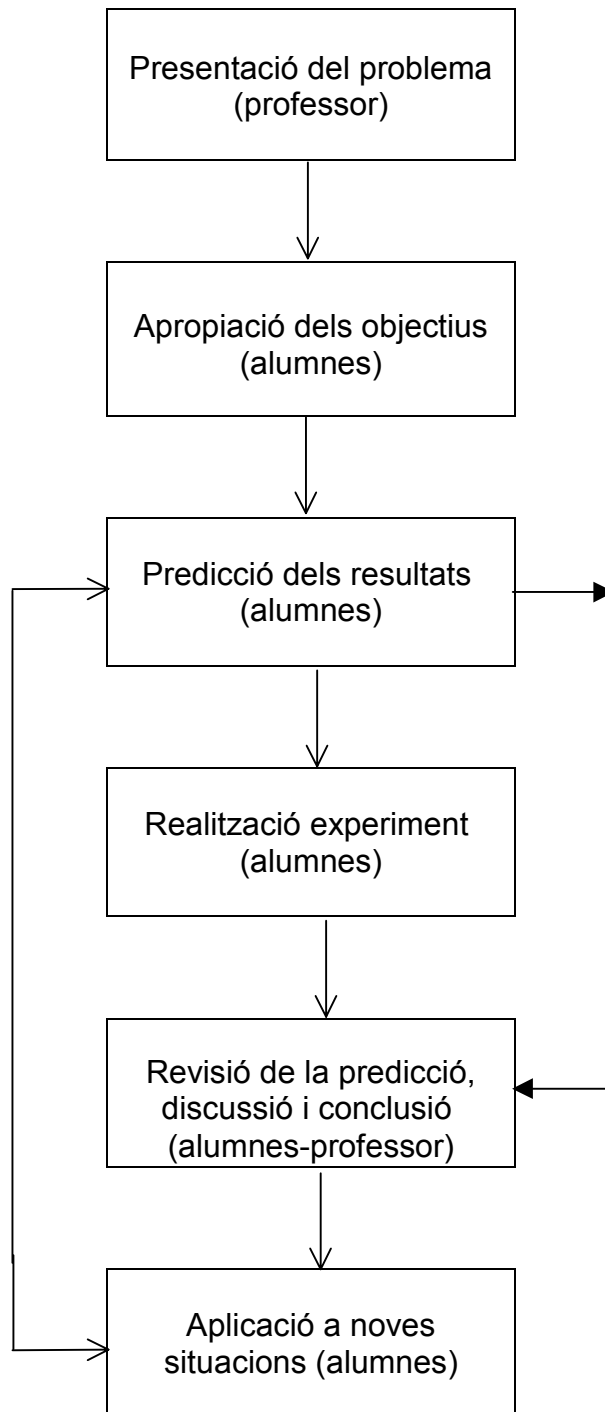 Presentació del problema
(professor)
Apropiació dels objectius
(alumnes)
Predicció dels resultats
(alumnes)
Realització experiment
(alumnes)
Revisió de la predicció,
discussió i conclusió
(alumnes-professor)
Aplicació a noves
situacions (alumnes)